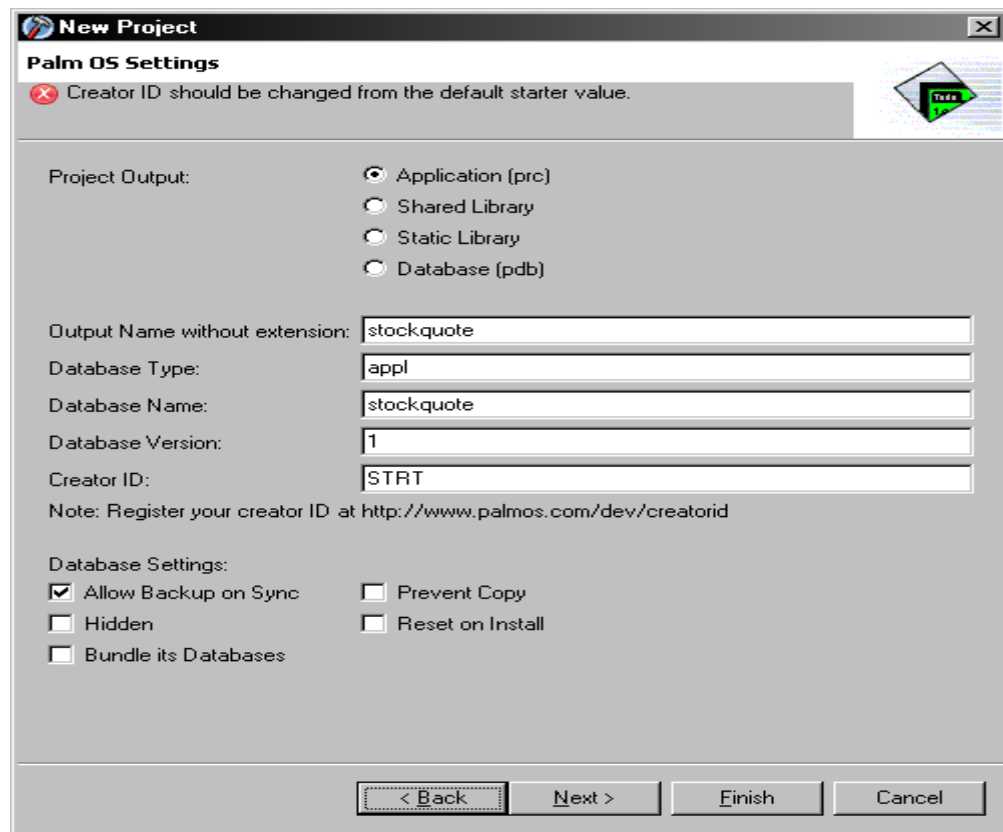 New Project
Palm OS Settings
Creator ID should be changed from the default starter value.
Project Output:
Application (prc)
Shared Library
Static Library
Database (pdb)
Output Name without extension: stockquote
Database Type: appl
Database Name: stockquote
Database Version: 1
Creator ID: STRT
Note: Register your creator ID at http://www.palmos.com/dev/creatorid
Database Settings:
Allow Backup on Sync Prevent Copy
Hidden Reset on Install
Bundle its Databases
< Back Next > Finish Cancel